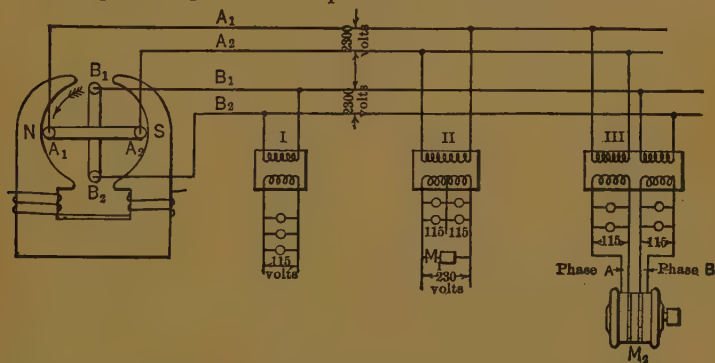 A₁
A₂
B₁
B₂
2300 volts
2300 volts
N
B₁
S
A₁
A₂
B₂
I
II
III
115 volts
115 115
M₁
230 volts
115 115
Phase A
Phase B
M₂